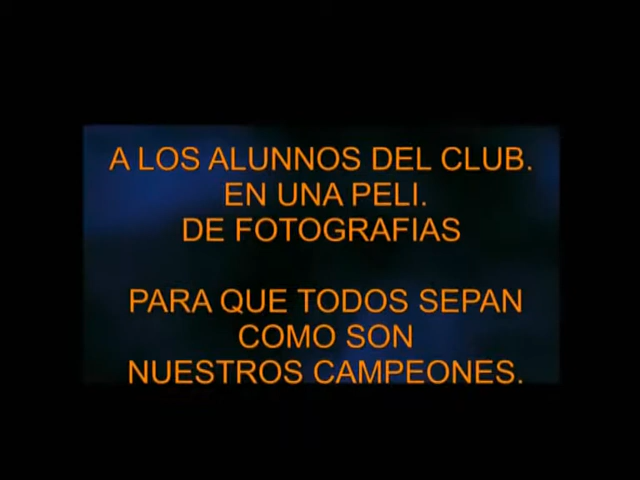 A LOS ALUNNOS DEL CLUB.
EN UNA PELI.
DE FOTOGRAFIAS
PARA QUE TODOS SEPAN
COMO SON
NUESTROS CAMPEONES.